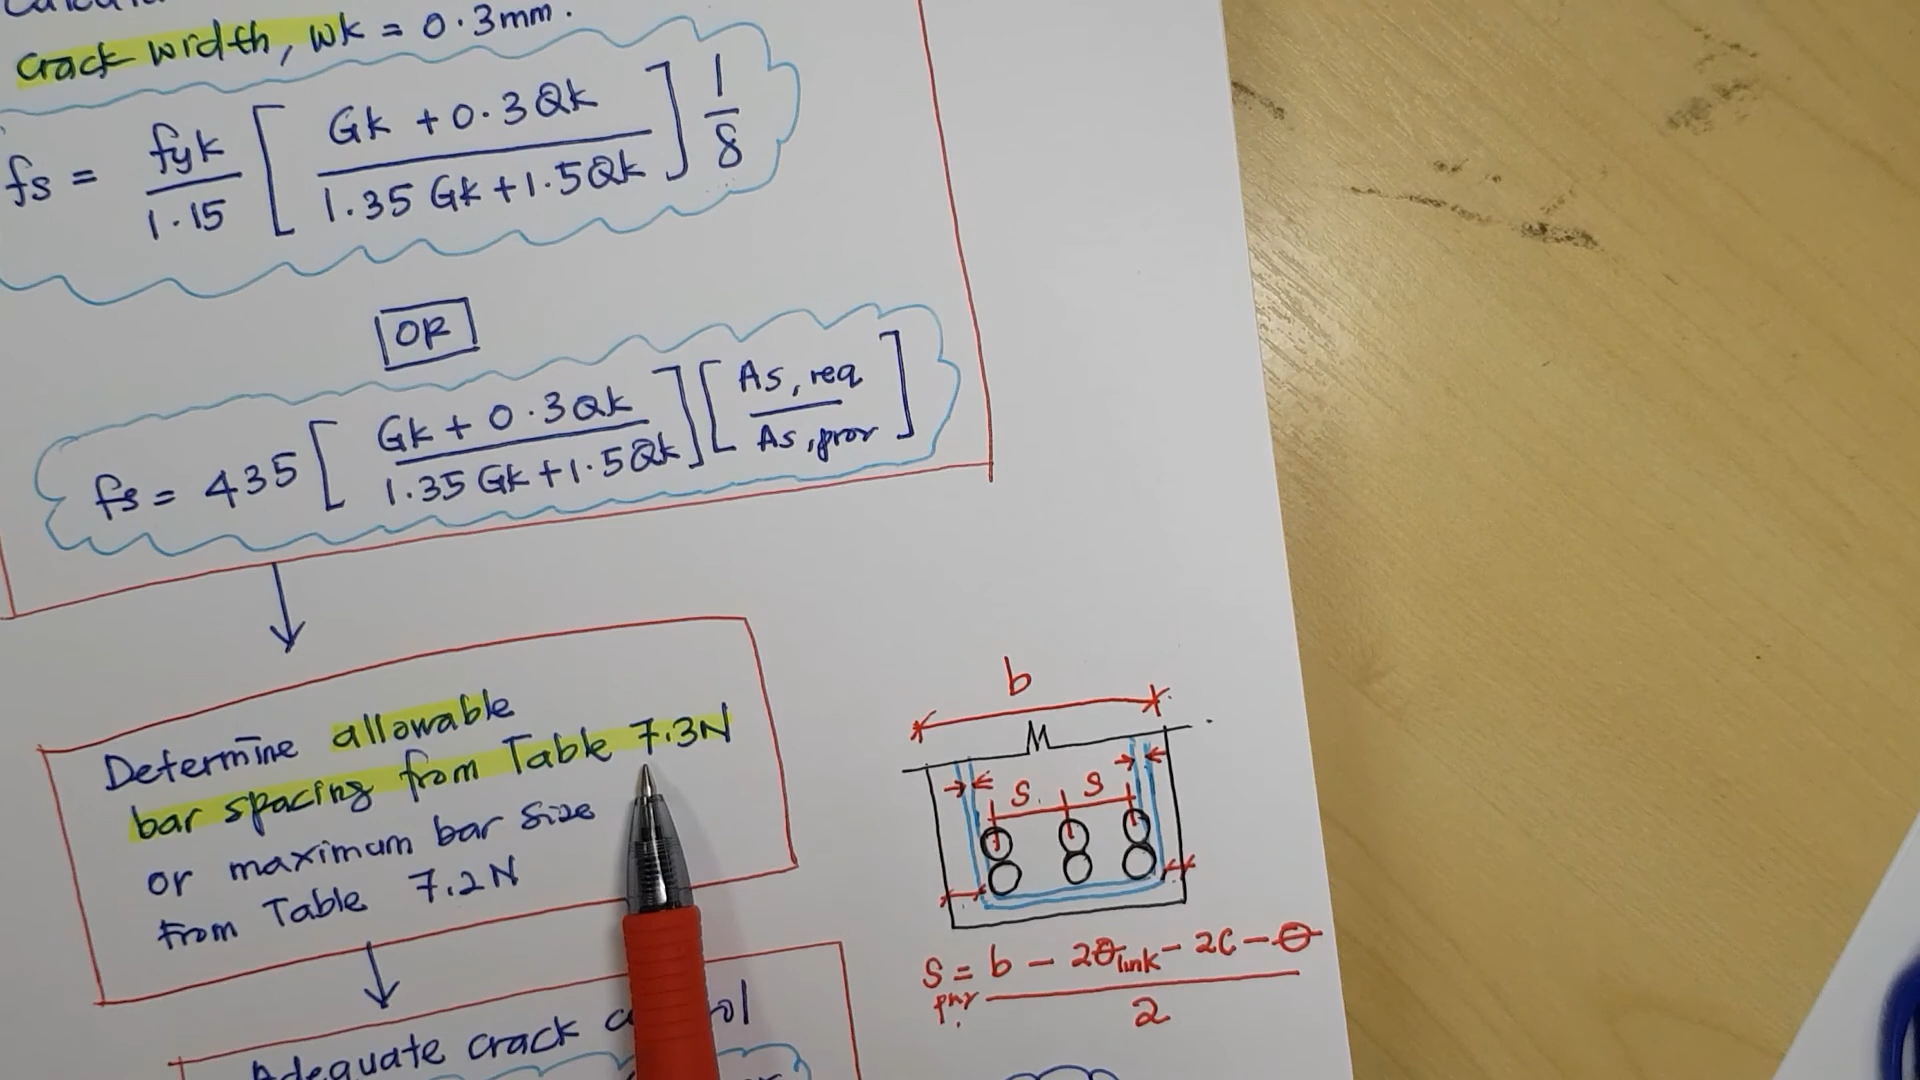 crack width, wk = 0.3mm.
fs = fyk / 1.15 [ Gk + 0.3Qk / 1.35 Gk + 1.5Qk ] 1 / 8
OR
fs = 435 [ Gk + 0.3Qk / 1.35 Gk + 1.5Qk ] [ As, req / As, prov ]
Determine allowable
bar spacing from Table 7.3N
or maximum bar size
from Table 7.2N
Adequate crack
b
M
S. S
S = b - 2θlink - 2C - θ / 2